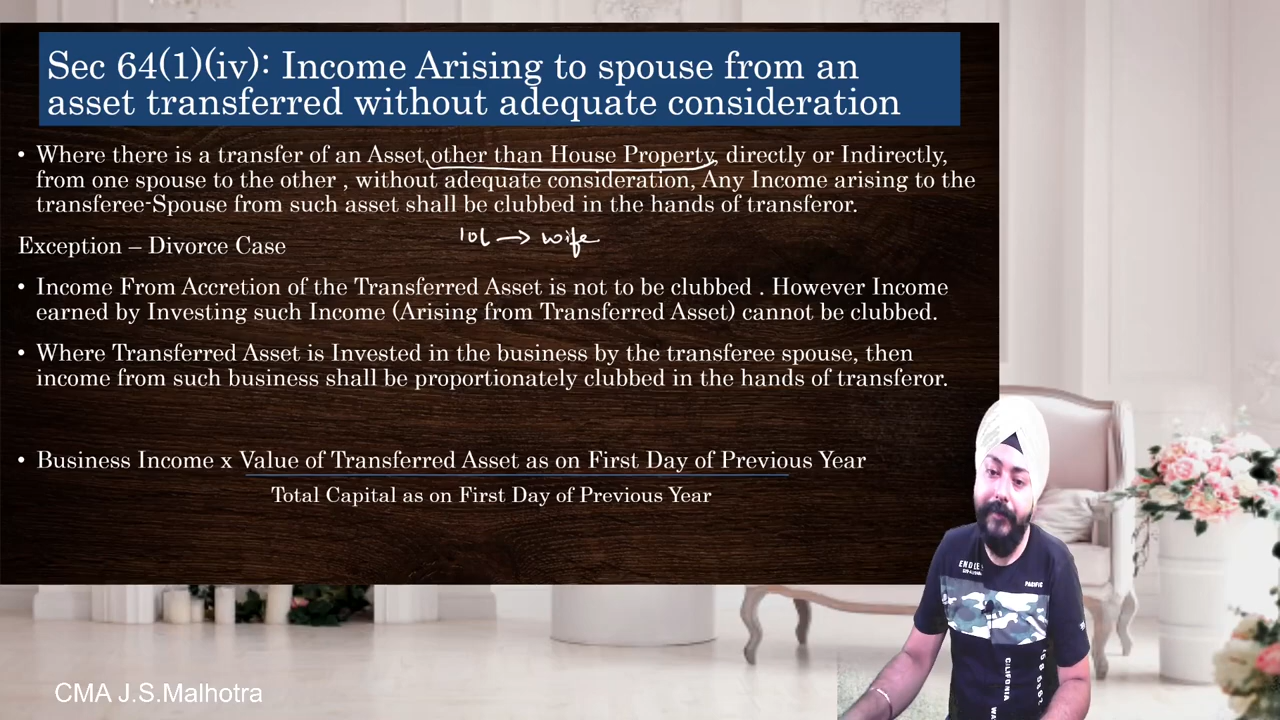 Sec 64(1)(iv): Income Arising to spouse from an
asset transferred without adequate consideration
• Where there is a transfer of an Asset other than House Property, directly or Indirectly,
from one spouse to the other , without adequate consideration, Any Income arising to the
transferee-Spouse from such asset shall be clubbed in the hands of transferor.
10L → wife
Exception – Divorce Case
• Income From Accretion of the Transferred Asset is not to be clubbed . However Income
earned by Investing such Income (Arising from Transferred Asset) cannot be clubbed.
• Where Transferred Asset is Invested in the business by the transferee spouse, then
income from such business shall be proportionately clubbed in the hands of transferor.
• Business Income x Value of Transferred Asset as on First Day of Previous Year
Total Capital as on First Day of Previous Year
PACIFIC
CALIFONIA
CMA J.S.Malhotra